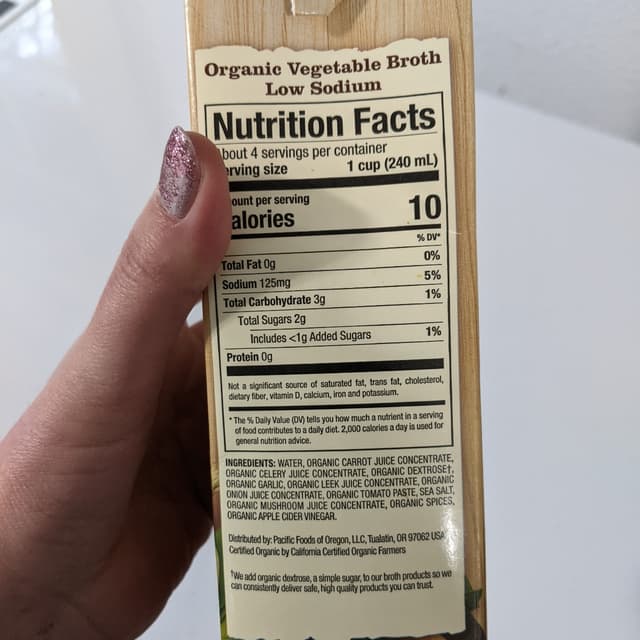 Organic Vegetable Broth
Low Sodium
Nutrition Facts
bout 4 servings per container
rving size 1 cup (240 mL)
ount per serving
alories 10
% DV*
Total Fat 0g 0%
Sodium 125mg 5%
Total Carbohydrate 3g 1%
Total Sugars 2g
Includes <1g Added Sugars 1%
Protein 0g
Not a significant source of saturated fat, trans fat, cholesterol,
dietary fiber, vitamin D, calcium, iron and potassium.
* The % Daily Value (DV) tells you how much a nutrient in a serving
of food contributes to a daily diet. 2,000 calories a day is used for
general nutrition advice.
INGREDIENTS: WATER, ORGANIC CARROT JUICE CONCENTRATE,
ORGANIC CELERY JUICE CONCENTRATE, ORGANIC DEXTROSE†,
ORGANIC GARLIC, ORGANIC LEEK JUICE CONCENTRATE, ORGANIC
ONION JUICE CONCENTRATE, ORGANIC TOMATO PASTE, SEA SALT,
ORGANIC MUSHROOM JUICE CONCENTRATE, ORGANIC SPICES,
ORGANIC APPLE CIDER VINEGAR.
Distributed by: Pacific Foods of Oregon, LLC, Tualatin, OR 97062 USA
Certified Organic by California Certified Organic Farmers
†We add organic dextrose, a simple sugar, to our broth products so we
can consistently deliver safe, high quality products you can trust.